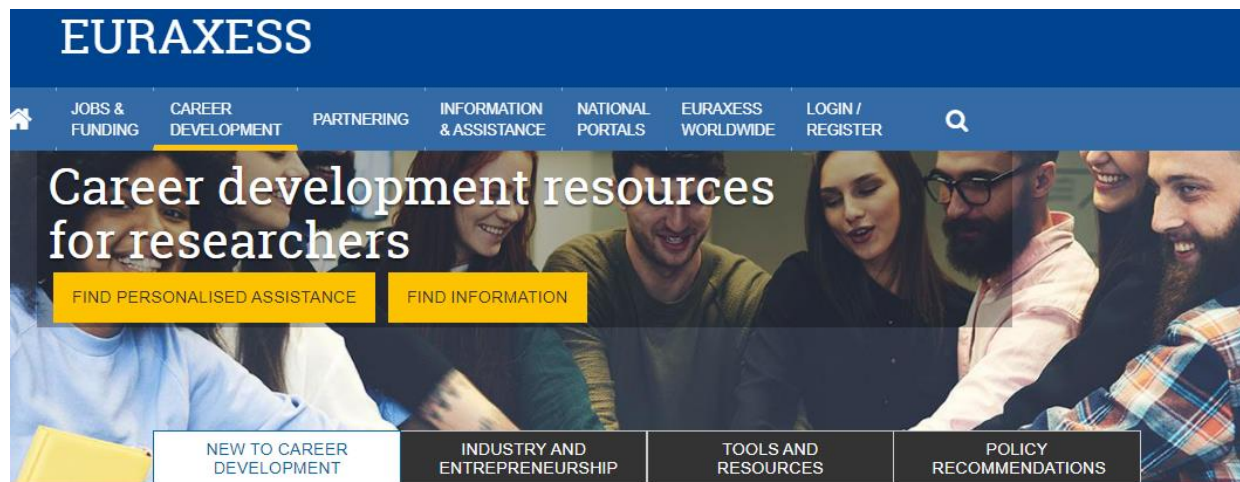 EURAXESS
JOBS &
FUNDING
CAREER
DEVELOPMENT
PARTNERING
INFORMATION
& ASSISTANCE
NATIONAL
PORTALS
EURAXESS
WORLDWIDE
LOGIN /
REGISTER
Career development resources
for researchers
FIND PERSONALISED ASSISTANCE
FIND INFORMATION
NEW TO CAREER
DEVELOPMENT
INDUSTRY AND
ENTREPRENEURSHIP
TOOLS AND
RESOURCES
POLICY
RECOMMENDATIONS